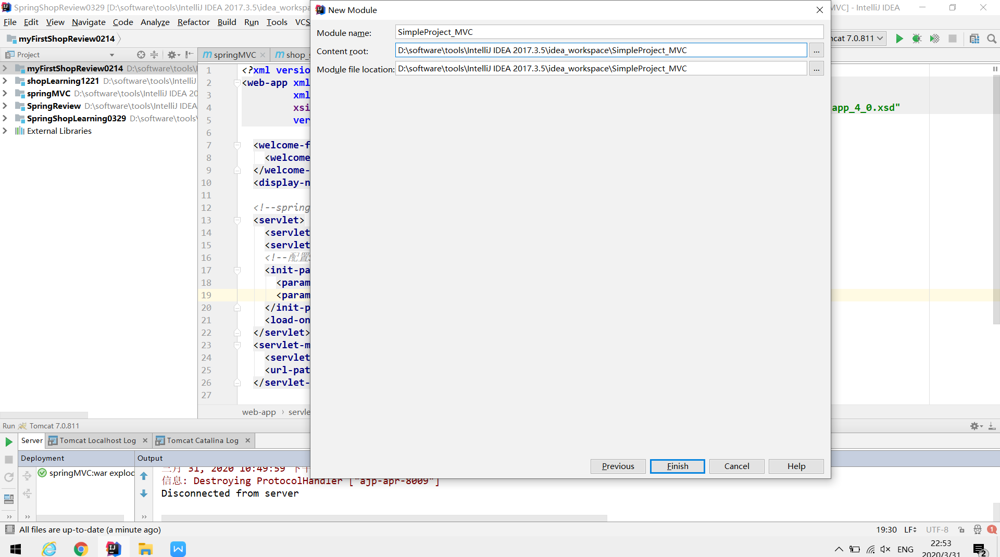 SpringShopReview0329 [D:\software\tools\IntelliJ IDEA 2017.3.5\idea_workspa
MVC] - IntelliJ IDEA
File Edit View Navigate Code Analyze Refactor Build Run Tools VCS
myFirstShopReview0214
ncat 7.0.811
Project
springMVC
shop_s
myFirstShopReview0214 D:\software\tools\I
shopLearning1221 D:\software\tools\IntelliJ
springMVC D:\software\tools\IntelliJ IDEA 20
SpringReview D:\software\tools\IntelliJ IDEA
SpringShopLearning0329 D:\software\tools\
External Libraries
1 <?xml versio
2 <web-app xml
3 xml
4 xsi
app_4_0.xsd"
5 ver
6
7 <welcome-f
8 <welcome
9 </welcome-
10 <display-n
11
12 <!--spring
13 <servlet>
14 <servlet
15 <servlet
16 <!--配置S
17 <init-pa
18 <param
19 <param
20 </init-p
21 <load-on
22 </servlet>
23 <servlet-m
24 <servlet
25 <url-pat
26 </servlet-
27
web-app › servle
New Module
Module name: SimpleProject_MVC
Content root: D:\software\tools\IntelliJ IDEA 2017.3.5\idea_workspace\SimpleProject_MVC ...
Module file location: D:\software\tools\IntelliJ IDEA 2017.3.5\idea_workspace\SimpleProject_MVC ...
Previous Finish Cancel Help
Run Tomcat 7.0.811
Server Tomcat Localhost Log Tomcat Catalina Log
Deployment Output
springMVC:war explod
三月 31, 2020 10:49:59 下午
信息: Destroying ProtocolHandler ["ajp-apr-8009"]
Disconnected from server
All files are up-to-date (a minute ago)
19:30 LF UTF-8 1
ENG
22:53
2020/3/31
2